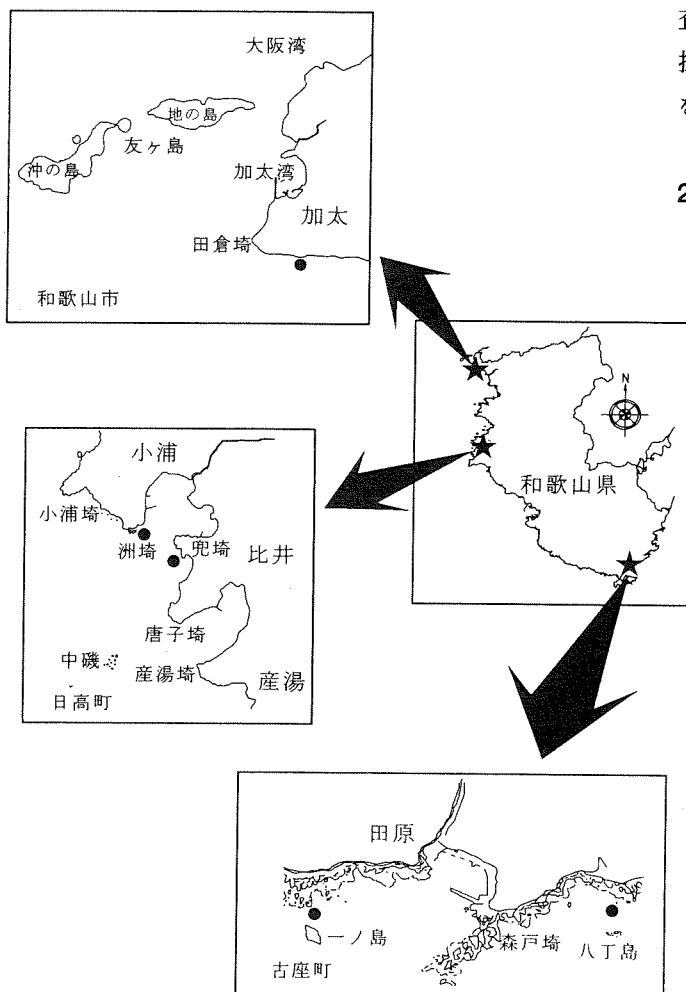 大阪湾
地の島
友ヶ島
沖の島
加太湾
加太
田倉埼
和歌山市
2
N
和歌山県
小浦
小浦埼
洲埼
兜埼
比井
唐子埼
中磯
産湯埼
産湯
日高町
田原
一ノ島
森戸埼
八丁島
古座町